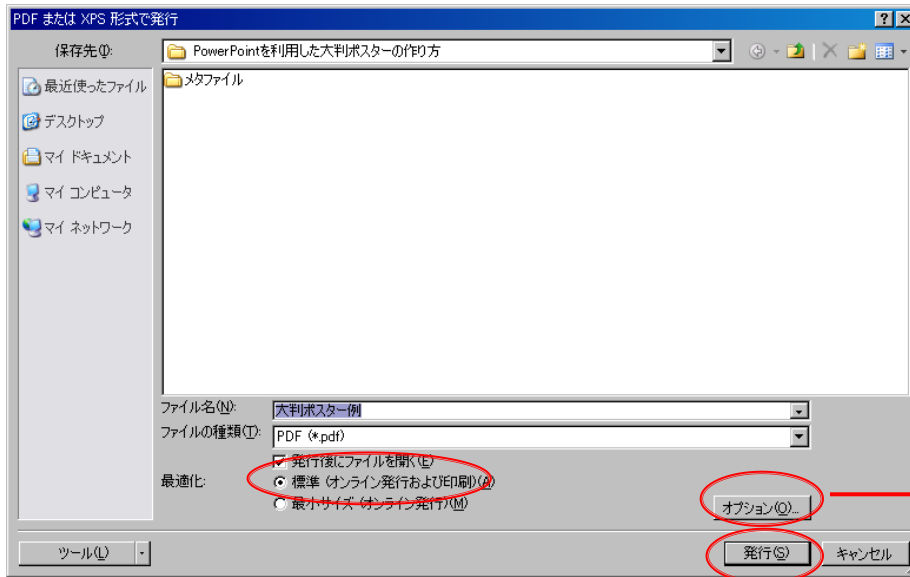 PDF または XPS 形式で発行
保存先(I):
PowerPointを利用した大判ポスターの作り方
最近使ったファイル
デスクトップ
マイ ドキュメント
マイ コンピュータ
マイ ネットワーク
メタファイル
ファイル名(N):
大判ポスター例
ファイルの種類(T):
PDF (*.pdf)
発行後にファイルを開く(E)
最適化:
標準 (オンライン発行および印刷)(A)
最小サイズ (オンライン発行)(M)
オプション(O)...
ツール(L)
発行(S)
キャンセル